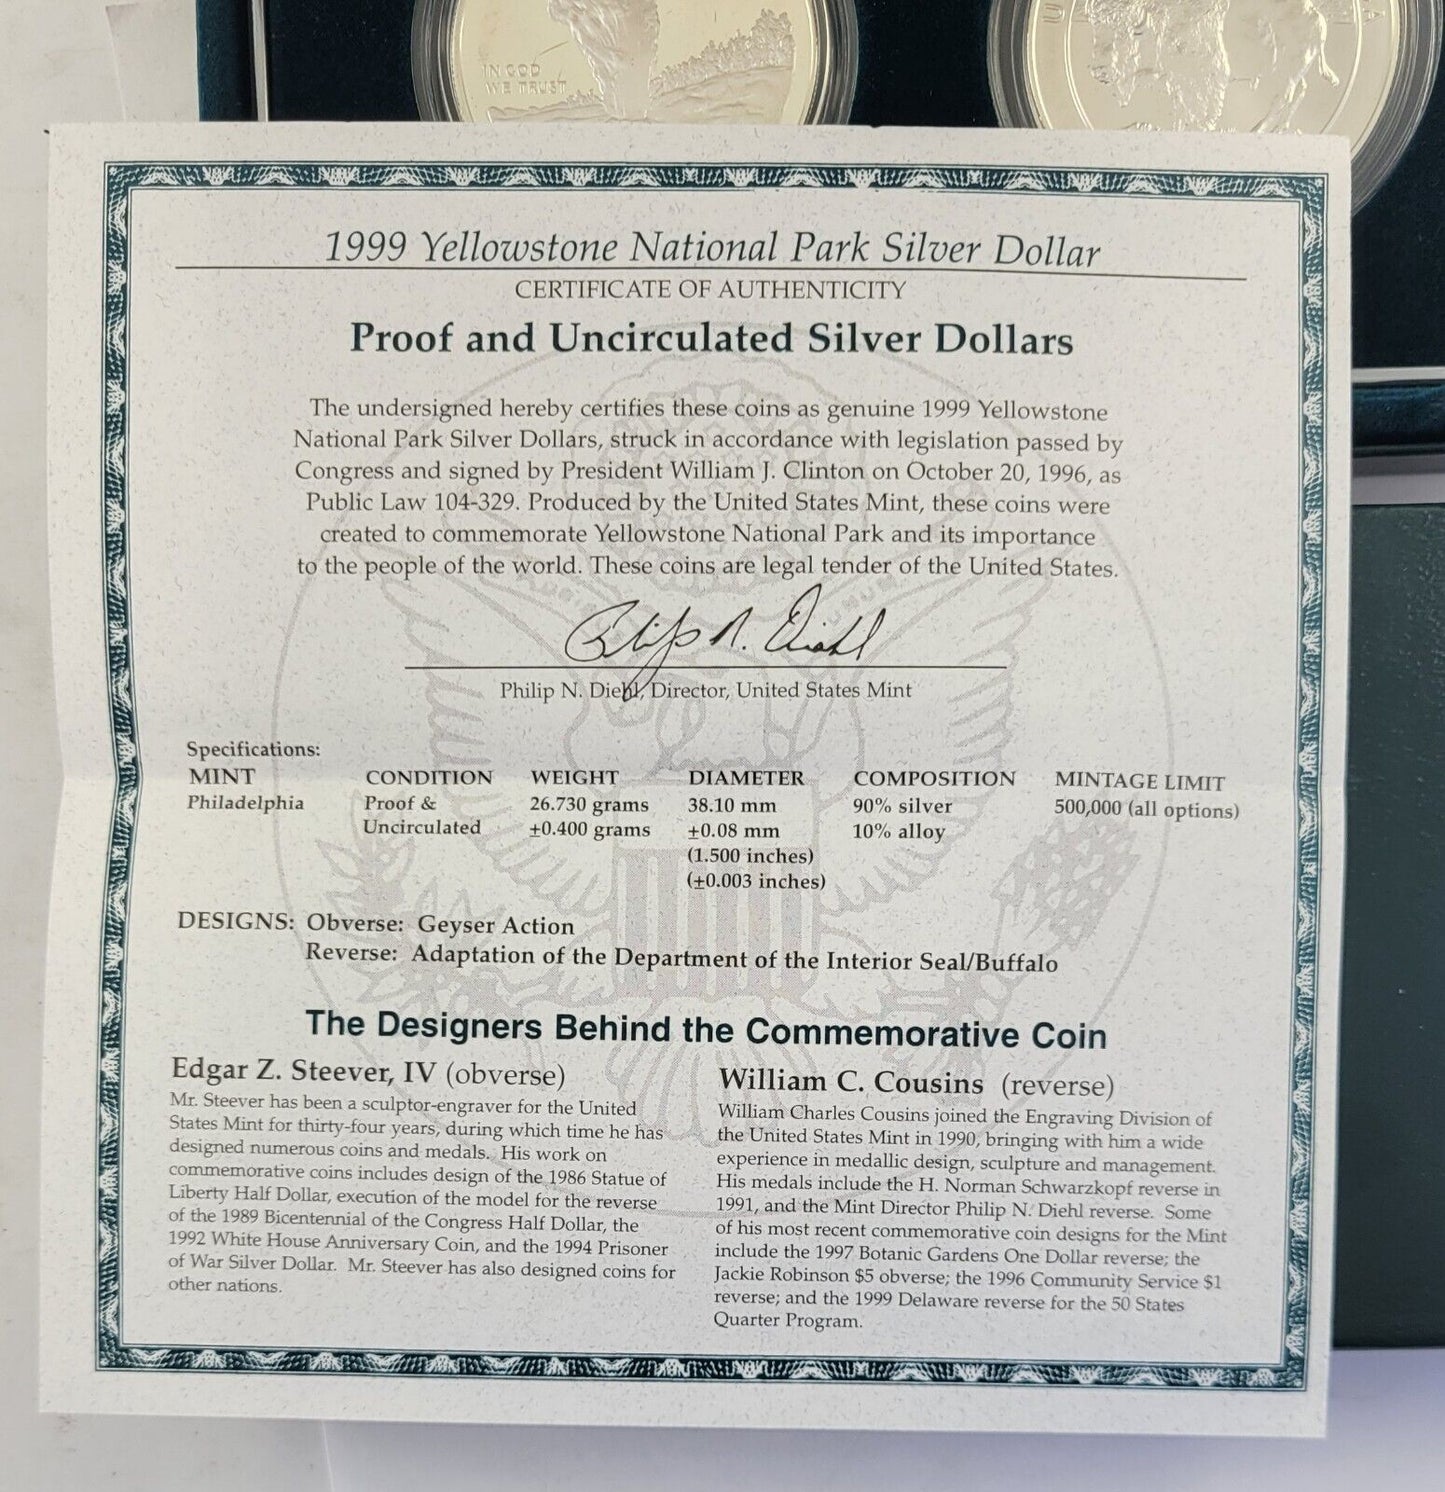 IN GOD
WE TRUST
1999 Yellowstone National Park Silver Dollar
CERTIFICATE OF AUTHENTICITY
Proof and Uncirculated Silver Dollars
The undersigned hereby certifies these coins as genuine 1999 Yellowstone
National Park Silver Dollars, struck in accordance with legislation passed by
Congress and signed by President William J. Clinton on October 20, 1996, as
Public Law 104-329. Produced by the United States Mint, these coins were
created to commemorate Yellowstone National Park and its importance
to the people of the world. These coins are legal tender of the United States.
Philip N. Diehl
Philip N. Diehl, Director, United States Mint
Specifications:
MINT CONDITION WEIGHT DIAMETER COMPOSITION MINTAGE LIMIT
Philadelphia Proof & 26.730 grams 38.10 mm 90% silver 500,000 (all options)
Uncirculated ±0.400 grams ±0.08 mm 10% alloy
(1.500 inches)
(±0.003 inches)
DESIGNS: Obverse: Geyser Action
Reverse: Adaptation of the Department of the Interior Seal/Buffalo
The Designers Behind the Commemorative Coin
Edgar Z. Steever, IV (obverse)
Mr. Steever has been a sculptor-engraver for the United
States Mint for thirty-four years, during which time he has
designed numerous coins and medals. His work on
commemorative coins includes design of the 1986 Statue of
Liberty Half Dollar, execution of the model for the reverse
of the 1989 Bicentennial of the Congress Half Dollar, the
1992 White House Anniversary Coin, and the 1994 Prisoner
of War Silver Dollar. Mr. Steever has also designed coins for
other nations.
William C. Cousins (reverse)
William Charles Cousins joined the Engraving Division of
the United States Mint in 1990, bringing with him a wide
experience in medallic design, sculpture and management.
His medals include the H. Norman Schwarzkopf reverse in
1991, and the Mint Director Philip N. Diehl reverse. Some
of his most recent commemorative coin designs for the Mint
include the 1997 Botanic Gardens One Dollar reverse; the
Jackie Robinson $5 obverse; the 1996 Community Service $1
reverse; and the 1999 Delaware reverse for the 50 States
Quarter Program.